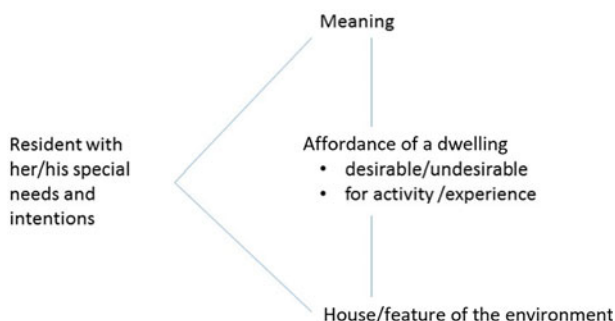 Meaning
Resident with
her/his special
needs and
intentions
Affordance of a dwelling
• desirable/undesirable
• for activity/experience
House/feature of the environment